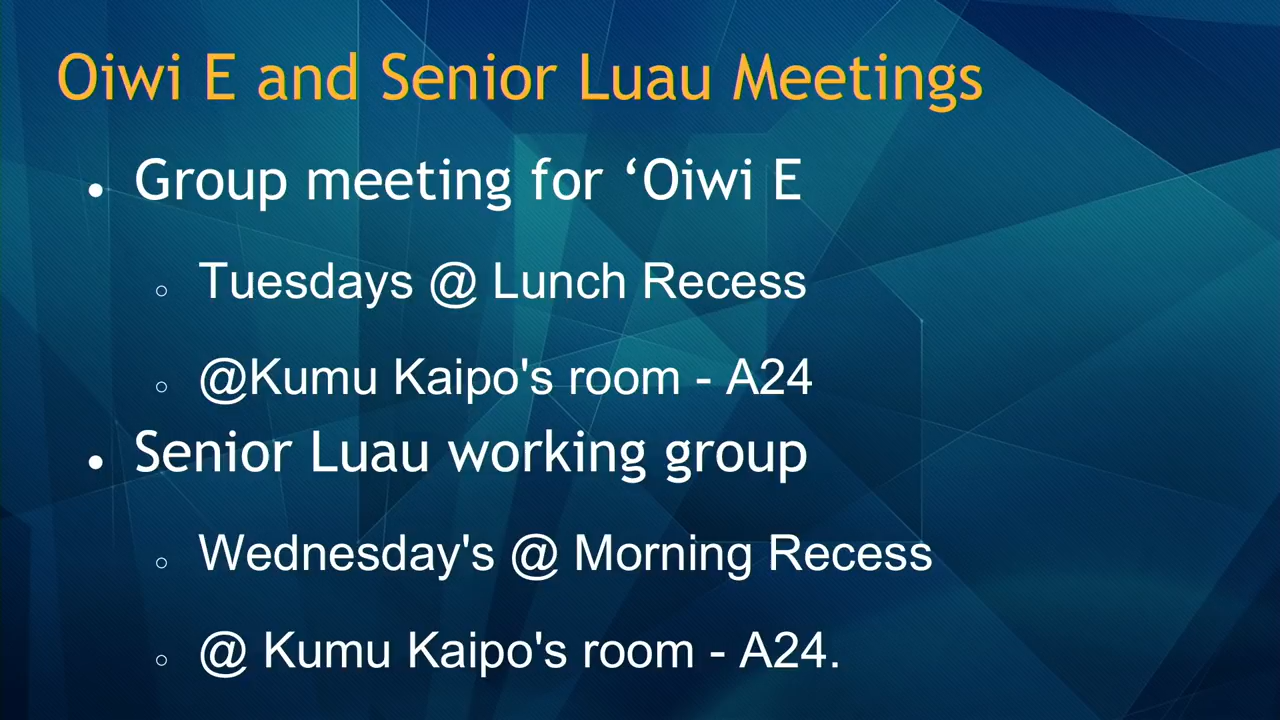 Oiwi E and Senior Luau Meetings
Group meeting for ‘Oiwi E
Tuesdays @ Lunch Recess
@Kumu Kaipo's room - A24
Senior Luau working group
Wednesday's @ Morning Recess
@ Kumu Kaipo's room - A24.